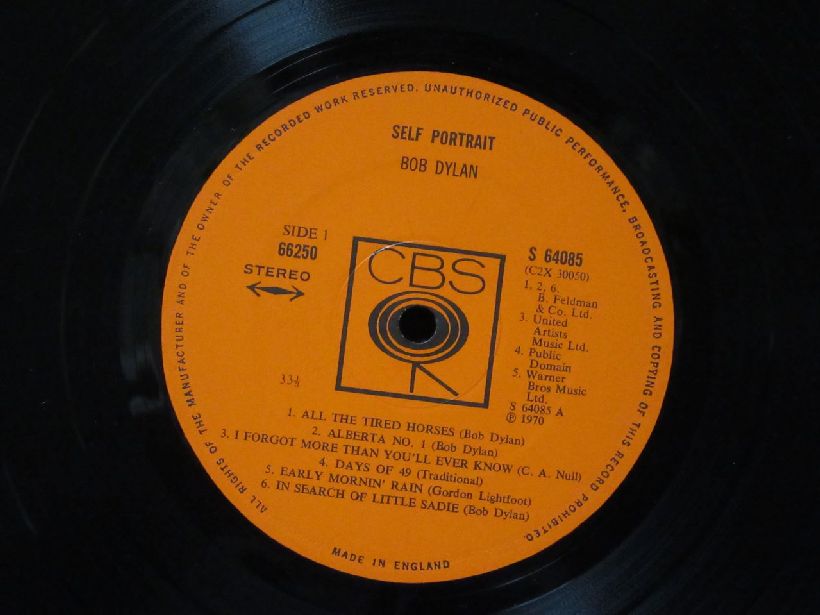 ALL RIGHTS OF THE MANUFACTURER AND OF THE OWNER OF THE RECORDED WORK RESERVED. UNAUTHORIZED PUBLIC PERFORMANCE, BROADCASTING AND COPYING OF THIS RECORD PROHIBITED.
SELF PORTRAIT
BOB DYLAN
SIDE 1
66250
STEREO
CBS
S 64085
(C2X 30050)
1. 2, 6.
B. Feldman
& Co. Ltd.
3. United
Artists
Music Ltd.
4. Public
Domain
5. Warner
Bros Music
Ltd.
S 64085 A
℗ 1970
33⅓
1. ALL THE TIRED HORSES (Bob Dylan)
2. ALBERTA NO. 1 (Bob Dylan)
3. I FORGOT MORE THAN YOU'LL EVER KNOW (C. A. Null)
4. DAYS OF 49 (Traditional)
5. EARLY MORNIN' RAIN (Gordon Lightfoot)
6. IN SEARCH OF LITTLE SADIE (Bob Dylan)
MADE IN ENGLAND